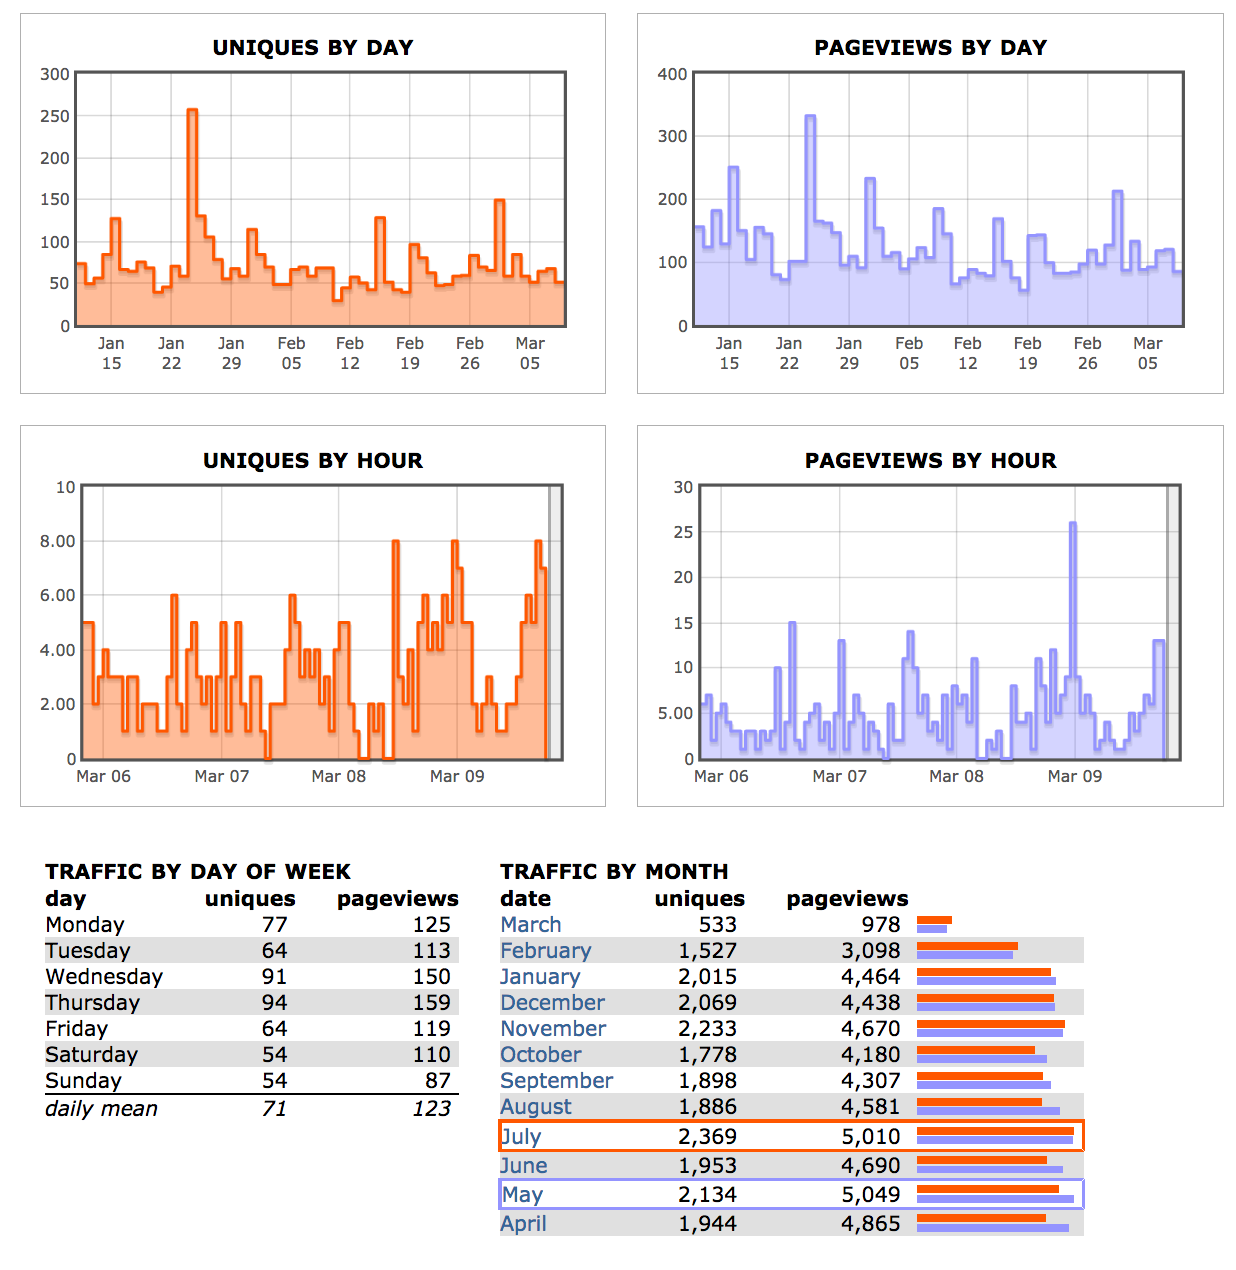 UNIQUES BY DAY
300
250
200
150
100
50
0
Jan 15
Jan 22
Jan 29
Feb 05
Feb 12
Feb 19
Feb 26
Mar 05
PAGEVIEWS BY DAY
400
300
200
100
0
Jan 15
Jan 22
Jan 29
Feb 05
Feb 12
Feb 19
Feb 26
Mar 05
UNIQUES BY HOUR
10
8.00
6.00
4.00
2.00
0
Mar 06
Mar 07
Mar 08
Mar 09
PAGEVIEWS BY HOUR
30
25
20
15
10
5.00
0
Mar 06
Mar 07
Mar 08
Mar 09
TRAFFIC BY DAY OF WEEK
day uniques pageviews
Monday 77 125
Tuesday 64 113
Wednesday 91 150
Thursday 94 159
Friday 64 119
Saturday 54 110
Sunday 54 87
daily mean 71 123
TRAFFIC BY MONTH
date uniques pageviews
March 533 978
February 1,527 3,098
January 2,015 4,464
December 2,069 4,438
November 2,233 4,670
October 1,778 4,180
September 1,898 4,307
August 1,886 4,581
July 2,369 5,010
June 1,953 4,690
May 2,134 5,049
April 1,944 4,865